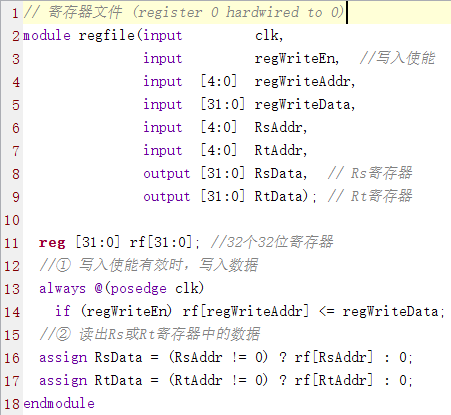 1 // 寄存器文件 (register 0 hardwired to 0)
2 module regfile(input        clk,
3                input        regWriteEn,  //写入使能
4                input  [4:0]  regWriteAddr,
5                input  [31:0] regWriteData,
6                input  [4:0]  RsAddr,
7                input  [4:0]  RtAddr,
8                output [31:0] RsData,  // Rs寄存器
9                output [31:0] RtData); // Rt寄存器
10
11   reg [31:0] rf[31:0]; //32个32位寄存器
12   //① 写入使能有效时，写入数据
13   always @(posedge clk)
14     if (regWriteEn) rf[regWriteAddr] <= regWriteData;
15   //② 读出Rs或Rt寄存器中的数据
16   assign RsData = (RsAddr != 0) ? rf[RsAddr] : 0;
17   assign RtData = (RtAddr != 0) ? rf[RtAddr] : 0;
18 endmodule